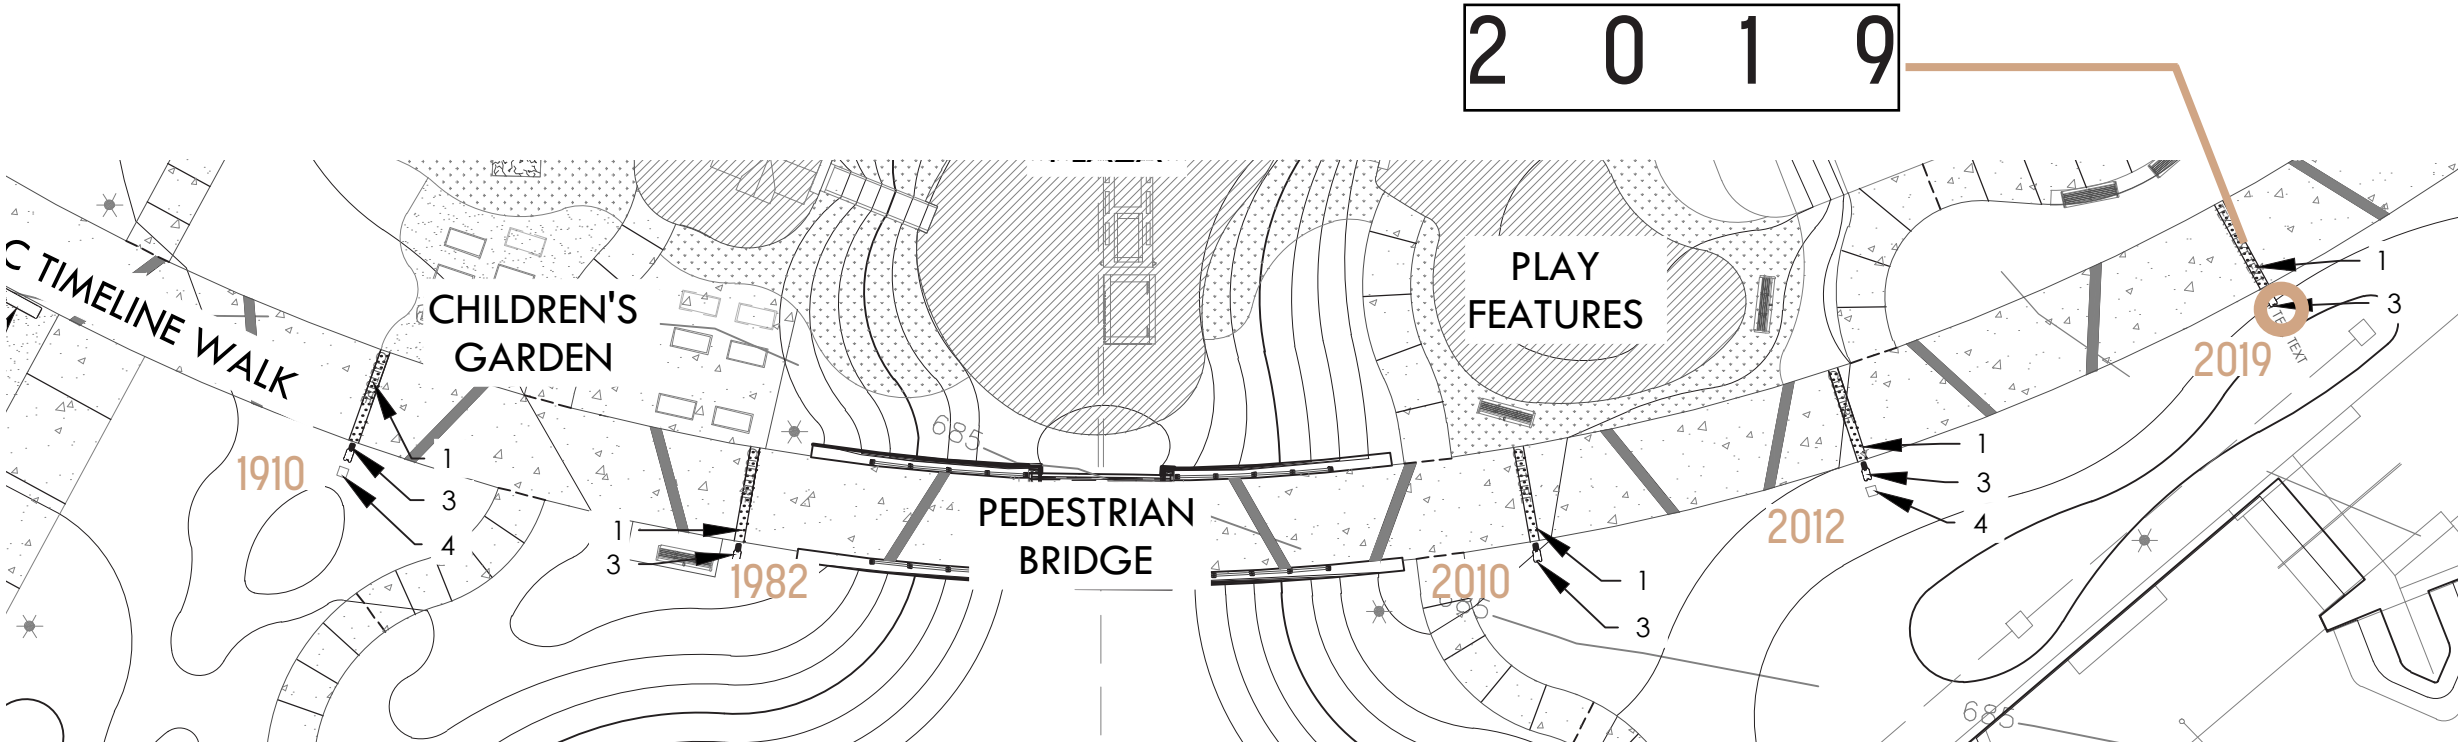 2 0 1 9
C TIMELINE WALK
CHILDREN'S
GARDEN
PLAY
FEATURES
PEDESTRIAN
BRIDGE
1910
1
3
4
1
3
1982
685
2010
1
3
2012
1
3
4
2019
1
3
TEXT
685